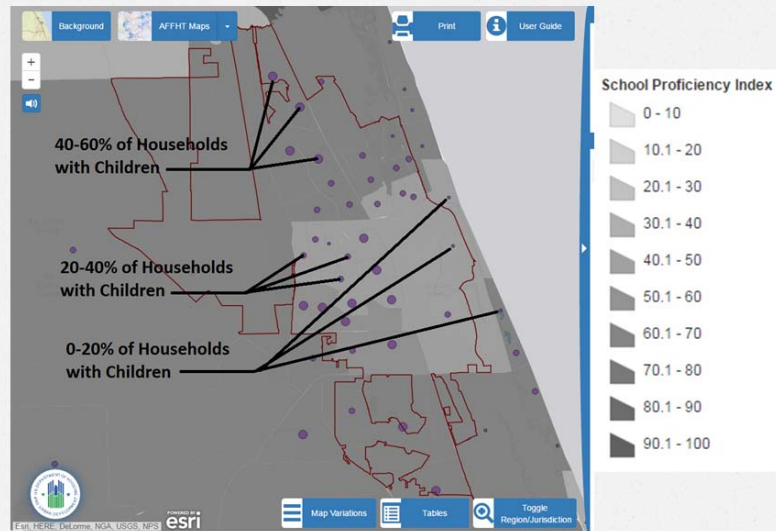 Background
AFFHT Maps
Print
User Guide
+
−
School Proficiency Index
0 - 10
10.1 - 20
20.1 - 30
30.1 - 40
40.1 - 50
50.1 - 60
60.1 - 70
70.1 - 80
80.1 - 90
90.1 - 100
40-60% of Households
with Children
20-40% of Households
with Children
0-20% of Households
with Children
Map Variations
Tables
Toggle
Region/Jurisdiction
POWERED BY
esri
Esri, HERE, DeLorme, NGA, USGS, NPS